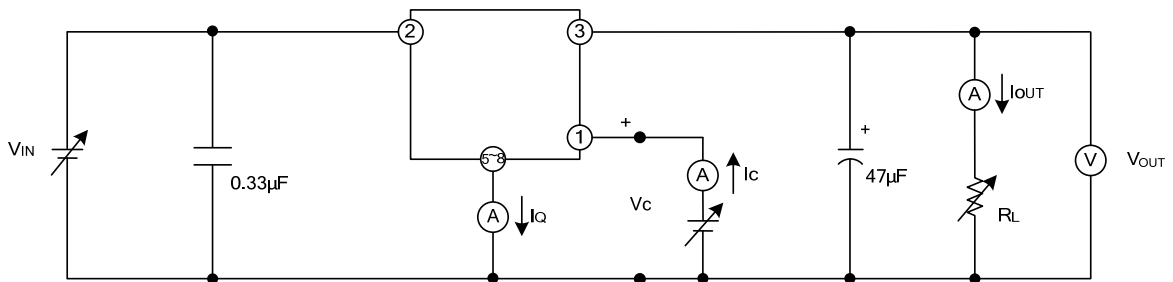 2
3
A
IOUT
VIN
0.33µF
1
+
5~8
A
IQ
Vc
A
Ic
+
47µF
RL
V
VOUT